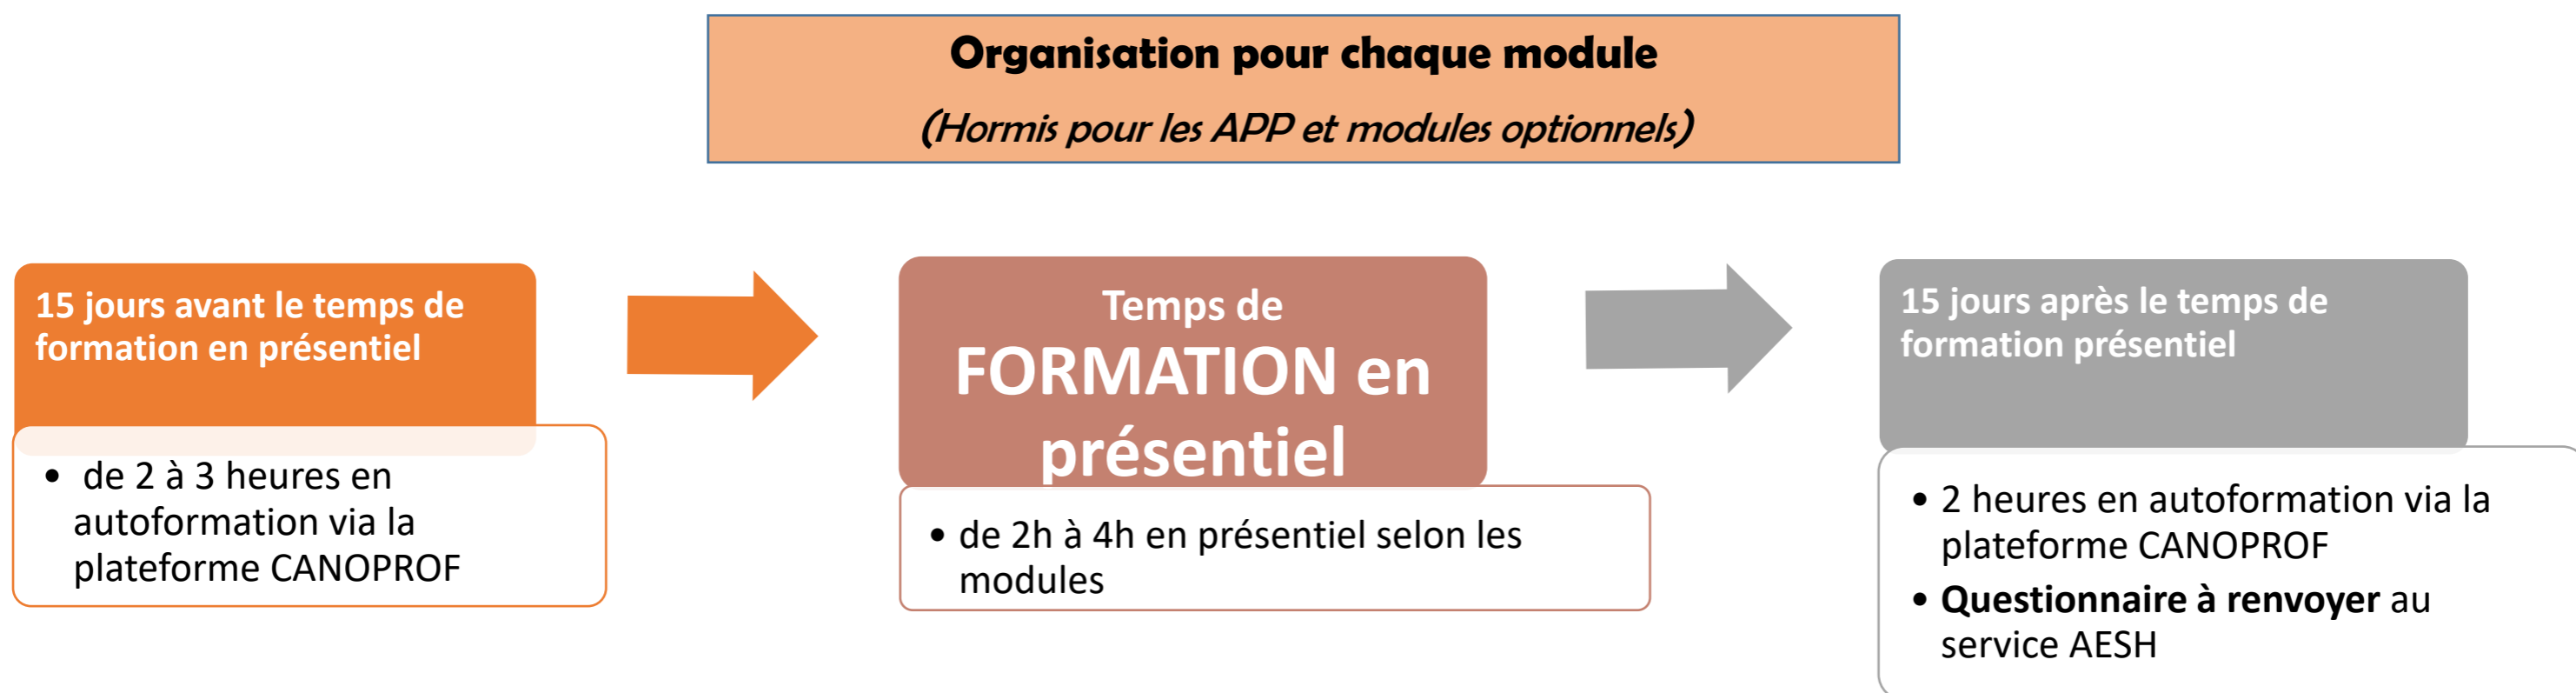 Organisation pour chaque module
(Hormis pour les APP et modules optionnels)
15 jours avant le temps de
formation en présentiel
• de 2 à 3 heures en
autoformation via la
plateforme CANOPROF
Temps de
FORMATION en
présentiel
• de 2h à 4h en présentiel selon les
modules
15 jours après le temps de
formation présentiel
• 2 heures en autoformation via la
plateforme CANOPROF
• Questionnaire à renvoyer au
service AESH